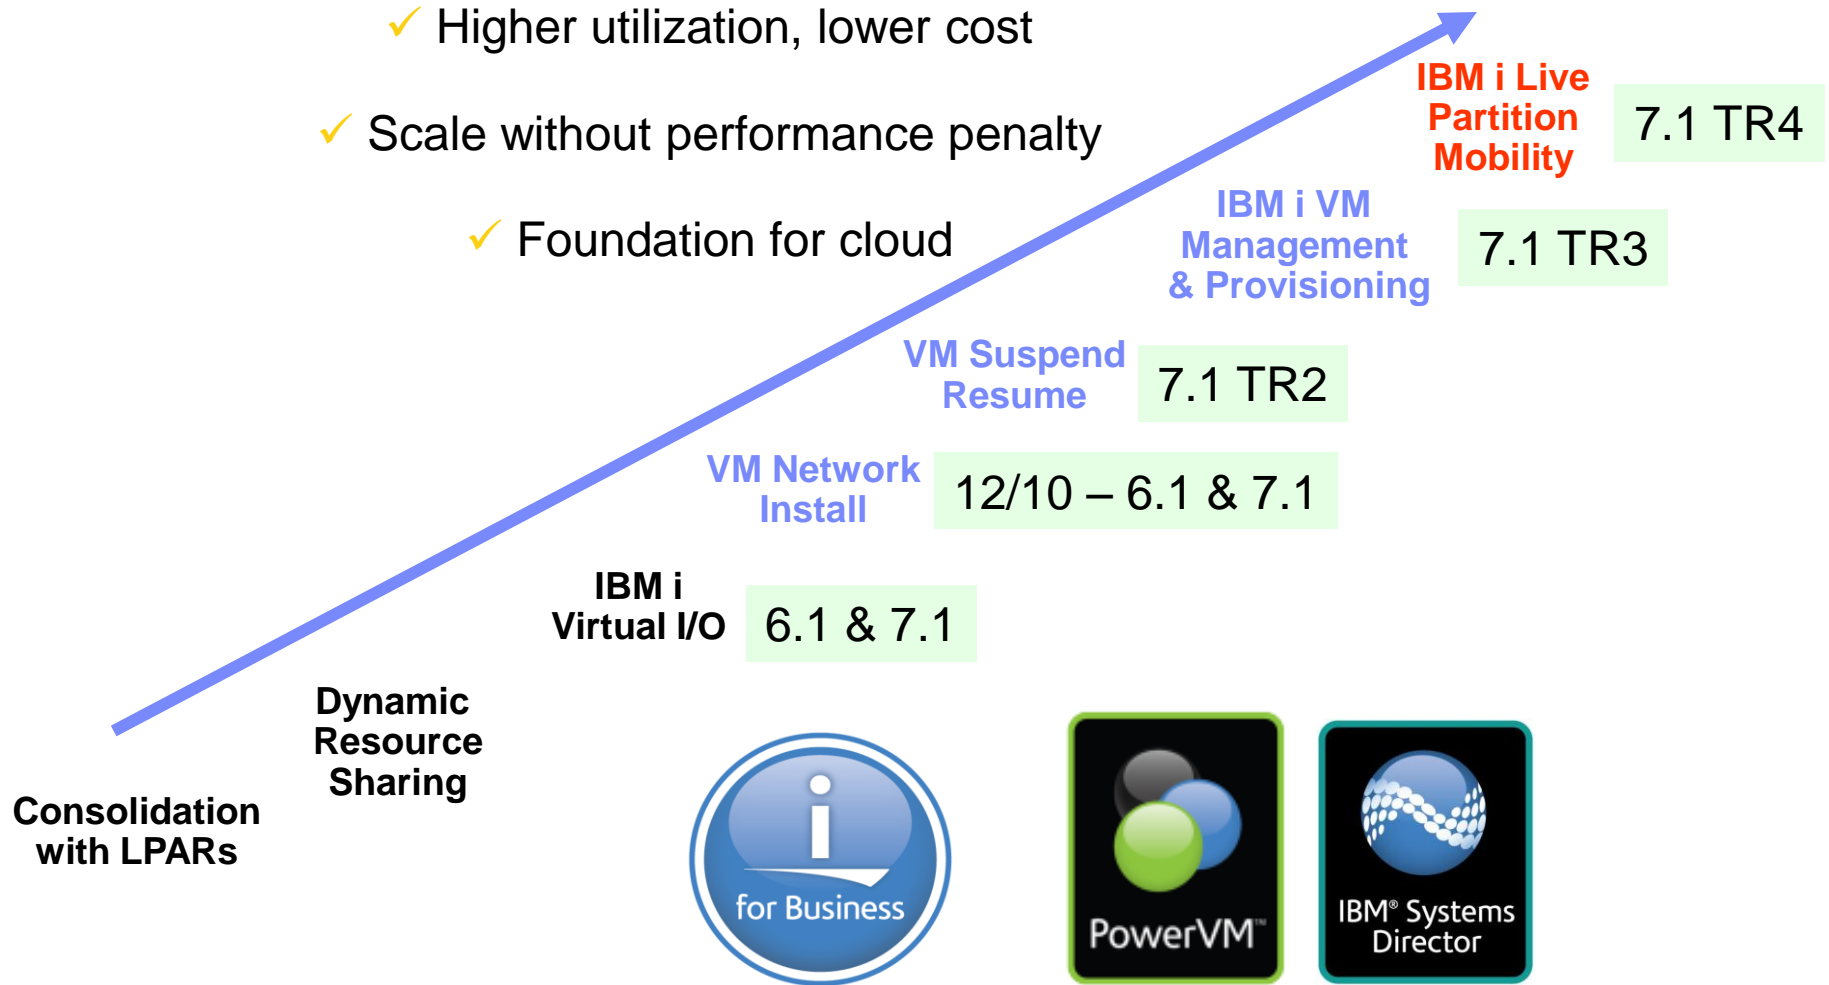 Higher utilization, lower cost
Scale without performance penalty
Foundation for cloud
IBM i Live
Partition
Mobility
7.1 TR4
IBM i VM
Management
& Provisioning
7.1 TR3
VM Suspend
Resume
7.1 TR2
VM Network
Install
12/10 – 6.1 & 7.1
IBM i
Virtual I/O
6.1 & 7.1
Dynamic
Resource
Sharing
Consolidation
with LPARs
i
for Business
PowerVM™
IBM® Systems
Director